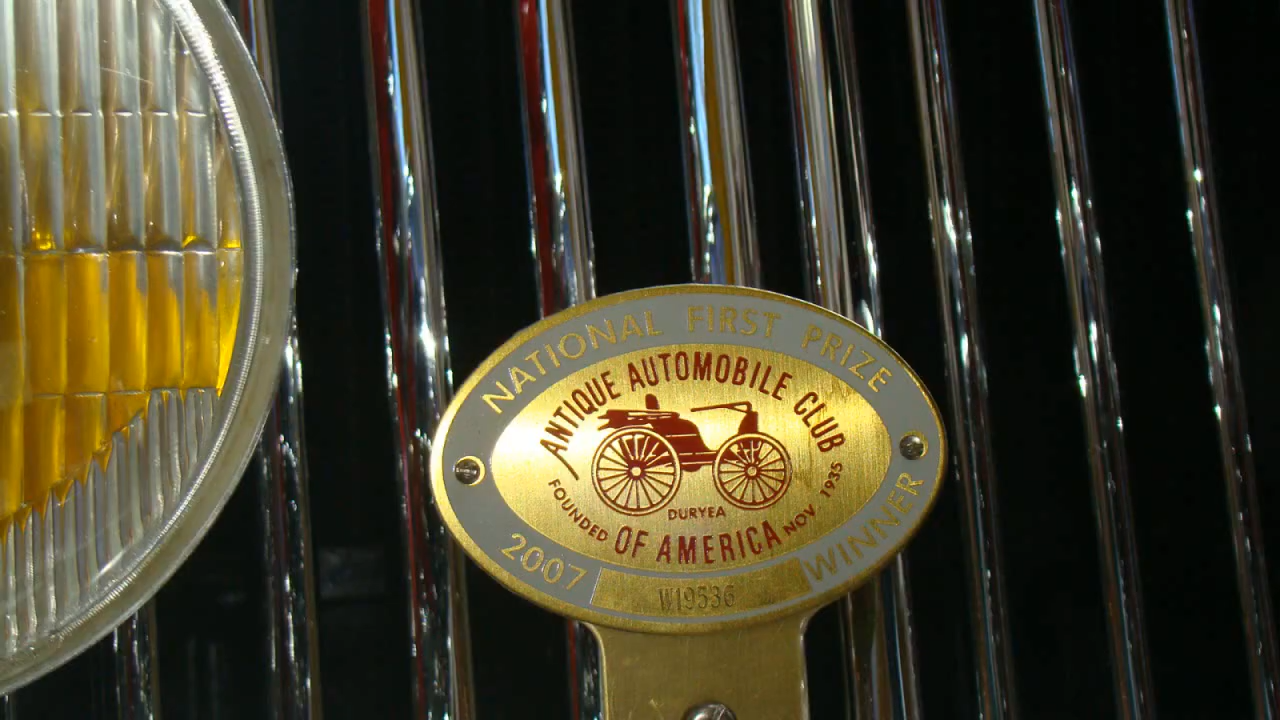 NATIONAL FIRST PRIZE
ANTIQUE AUTOMOBILE CLUB
FOUNDED
DURYEA
NOV 1935
OF AMERICA
2007
WINNER
W19536